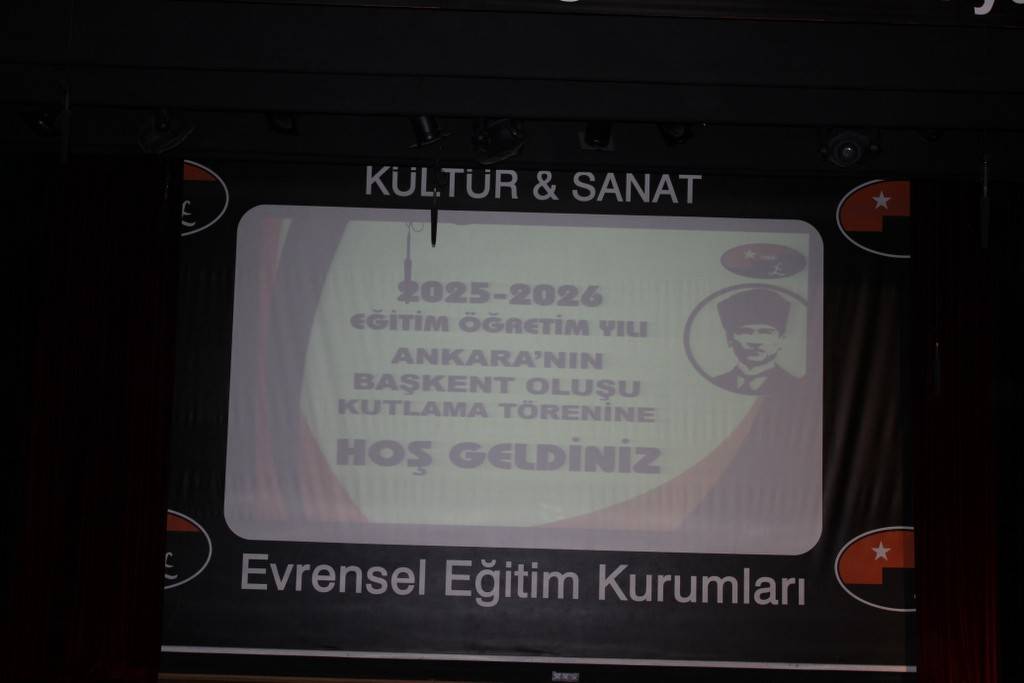 KÜLTÜR & SANAT
2025-2026
EĞİTİM ÖĞRETİM YILI
ANKARA'NIN
BAŞKENT OLUŞU
KUTLAMA TÖRENİNE
HOŞ GELDİNİZ
Evrensel Eğitim Kurumları